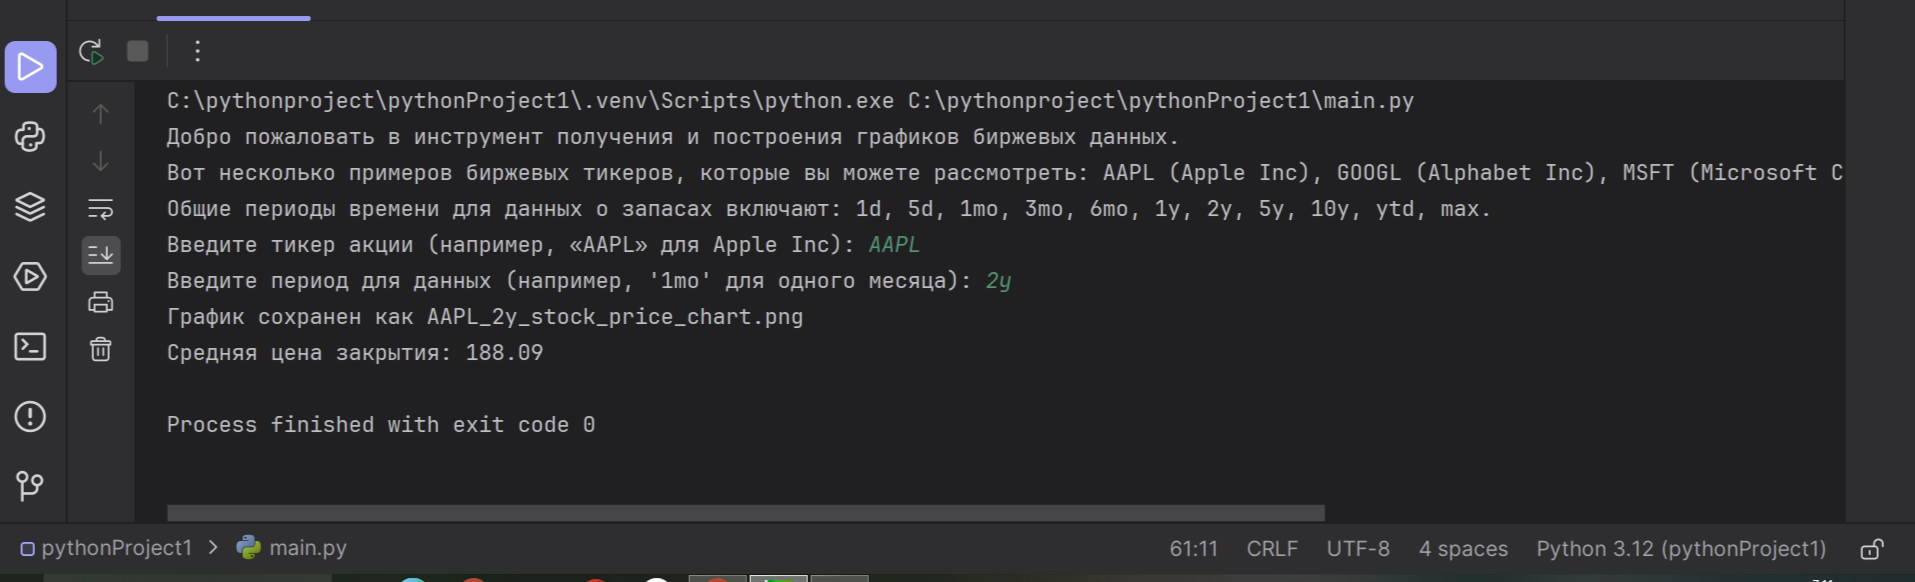 C:\pythonproject\pythonProject1\.venv\Scripts\python.exe C:\pythonproject\pythonProject1\main.py
Добро пожаловать в инструмент получения и построения графиков биржевых данных.
Вот несколько примеров биржевых тикеров, которые вы можете рассмотреть: AAPL (Apple Inc), GOOGL (Alphabet Inc), MSFT (Microsoft C
Общие периоды времени для данных о запасах включают: 1d, 5d, 1mo, 3mo, 6mo, 1y, 2y, 5y, 10y, ytd, max.
Введите тикер акции (например, «AAPL» для Apple Inc): AAPL
Введите период для данных (например, '1mo' для одного месяца): 2y
График сохранен как AAPL_2y_stock_price_chart.png
Средняя цена закрытия: 188.09
Process finished with exit code 0
pythonProject1 > main.py 61:11 CRLF UTF-8 4 spaces Python 3.12 (pythonProject1)